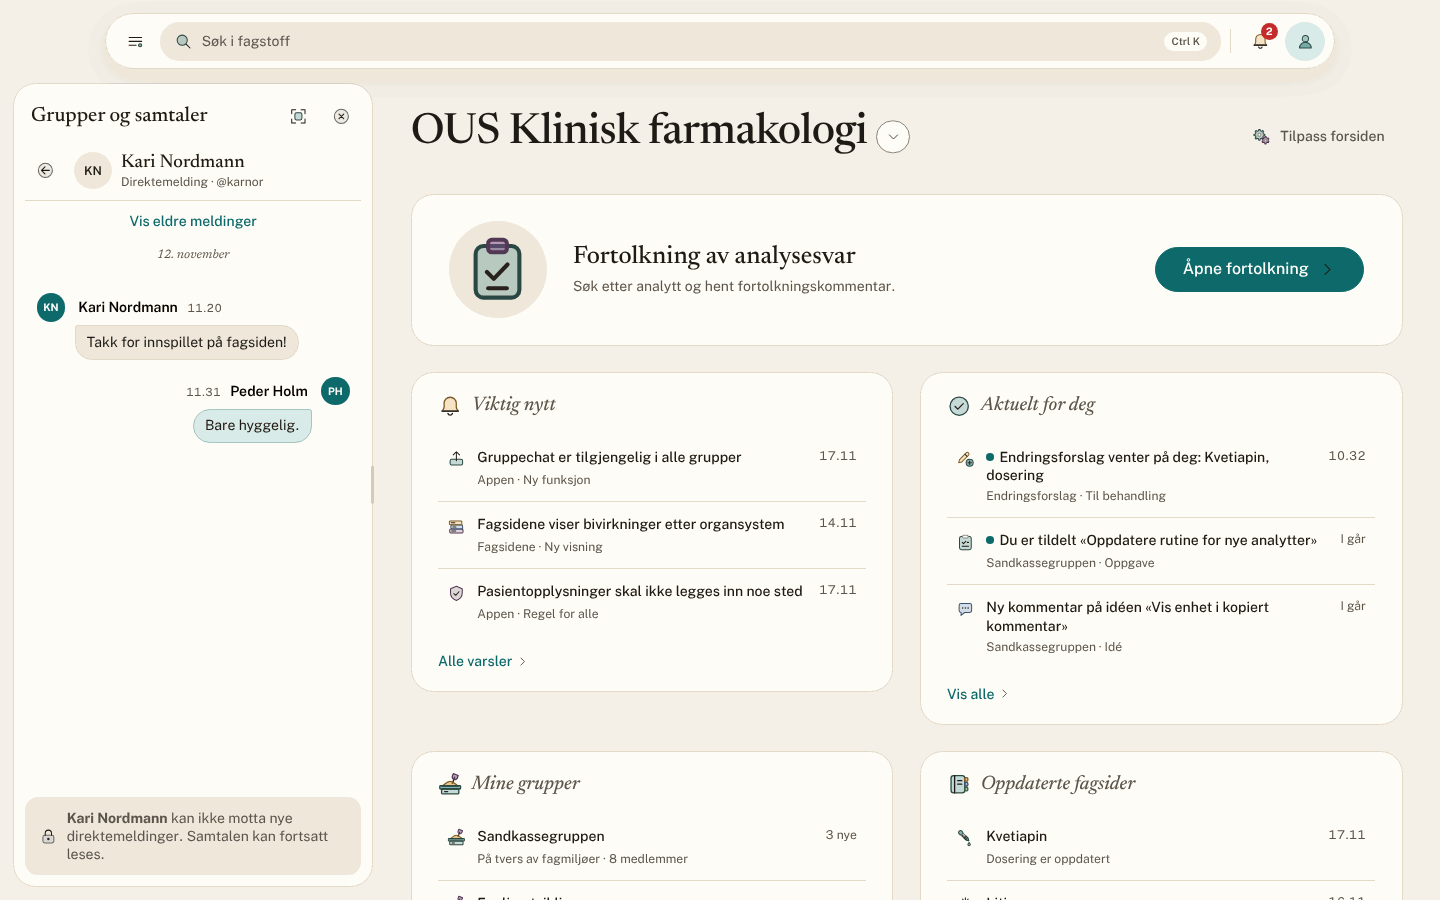 Søk i fagstoff
Ctrl K
2
Grupper og samtaler
KN
Kari Nordmann
Direktemelding · @karnor
Vis eldre meldinger
12. november
KN
Kari Nordmann 11.20
Takk for innspillet på fagsiden!
11.31 Peder Holm
PH
Bare hyggelig.
Kari Nordmann kan ikke motta nye
direktemeldinger. Samtalen kan fortsatt
leses.
OUS Klinisk farmakologi
Tilpass forsiden
Fortolkning av analysesvar
Søk etter analytt og hent fortolkningskommentar.
Åpne fortolkning
Viktig nytt
Gruppechat er tilgjengelig i alle grupper 17.11
Appen · Ny funksjon
Fagsidene viser bivirkninger etter organsystem 14.11
Fagsidene · Ny visning
Pasientopplysninger skal ikke legges inn noe sted 17.11
Appen · Regel for alle
Alle varsler
Aktuelt for deg
Endringsforslag venter på deg: Kvetiapin, 10.32
dosering
Endringsforslag · Til behandling
Du er tildelt «Oppdatere rutine for nye analytter» I går
Sandkassegruppen · Oppgave
Ny kommentar på idéen «Vis enhet i kopiert I går
kommentar»
Sandkassegruppen · Idé
Vis alle
Mine grupper
Sandkassegruppen 3 nye
På tvers av fagmiljøer · 8 medlemmer
Oppdaterte fagsider
Kvetiapin 17.11
Dosering er oppdatert